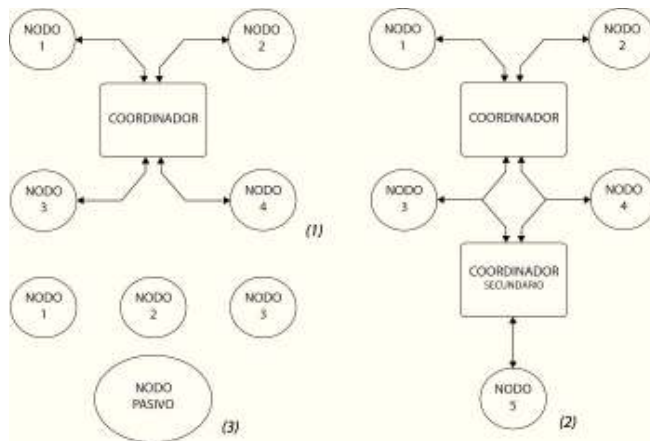 NODO
1
NODO
2
COORDINADOR
NODO
3
NODO
4
(1)
NODO
1
NODO
2
NODO
3
NODO
PASIVO
(3)
NODO
1
NODO
2
COORDINADOR
NODO
3
NODO
4
COORDINADOR
SECUNDÁRIO
NODO
5
(2)